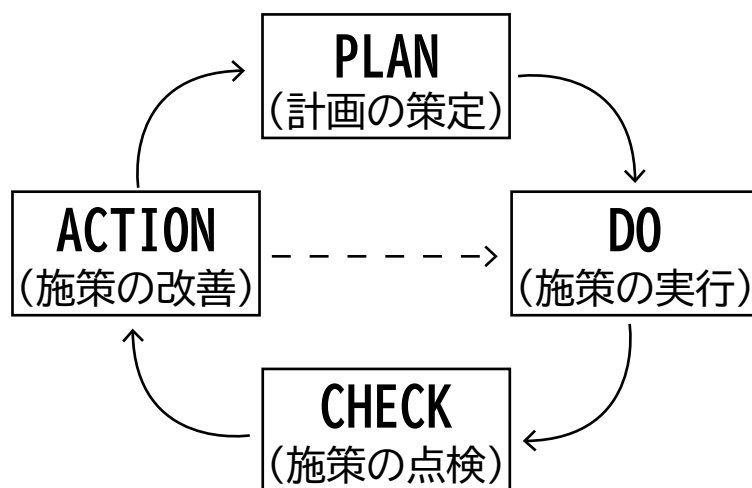 PLAN
(計画の策定)
ACTION
(施策の改善)
DO
(施策の実行)
CHECK
(施策の点検)